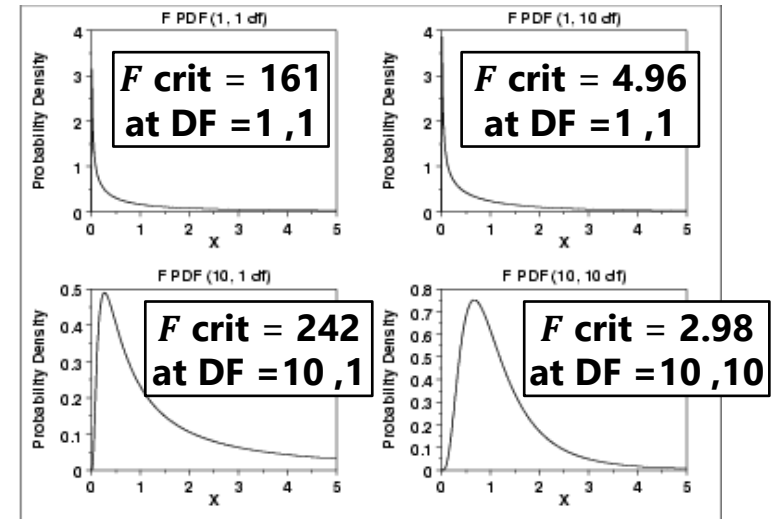 F PDF (1, 1 df)
Probability Density
4
3
2
1
0
F crit = 161
at DF =1 ,1
0 1 2 3 4 5
X
F PDF (1, 10 df)
Probability Density
4
3
2
1
0
F crit = 4.96
at DF =1 ,1
0 1 2 3 4 5
X
F PDF (10, 1 df)
Probability Density
0.5
0.4
0.3
0.2
0.1
0
F crit = 242
at DF =10 ,1
0 1 2 3 4 5
X
F PDF (10, 10 df)
Probability Density
0.8
0.7
0.6
0.5
0.4
0.3
0.2
0.1
0
F crit = 2.98
at DF =10 ,10
0 1 2 3 4 5
X